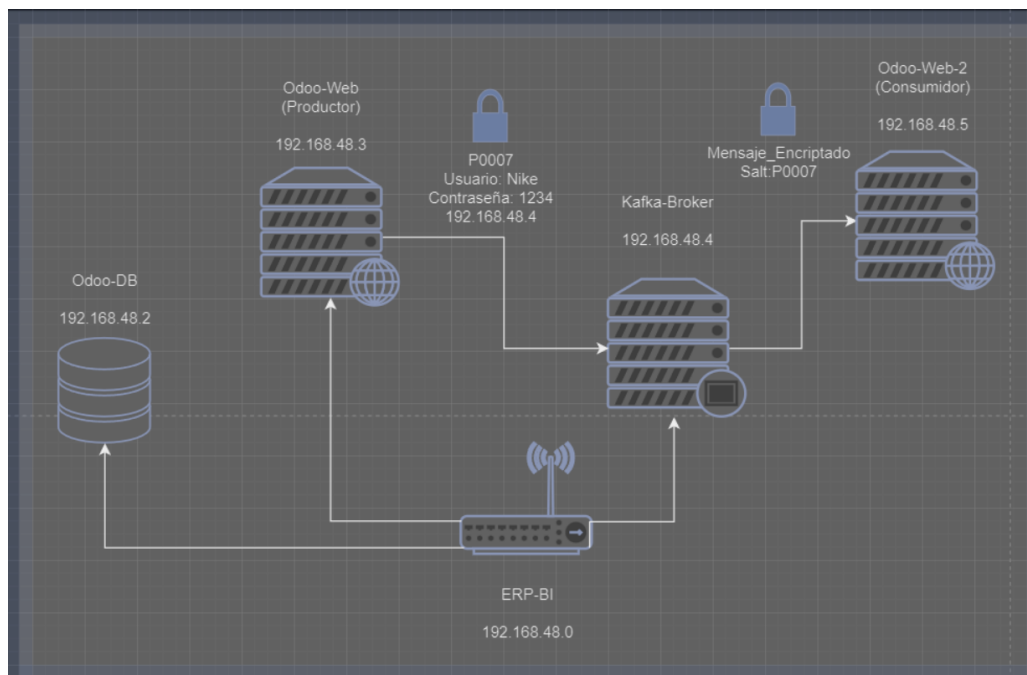 Odoo-Web
(Productor)
192.168.48.3
P0007
Usuario: Nike
Contraseña: 1234
192.168.48.4
Mensaje_Encriptado
Salt:P0007
Odoo-Web-2
(Consumidor)
192.168.48.5
Kafka-Broker
192.168.48.4
Odoo-DB
192.168.48.2
ERP-BI
192.168.48.0